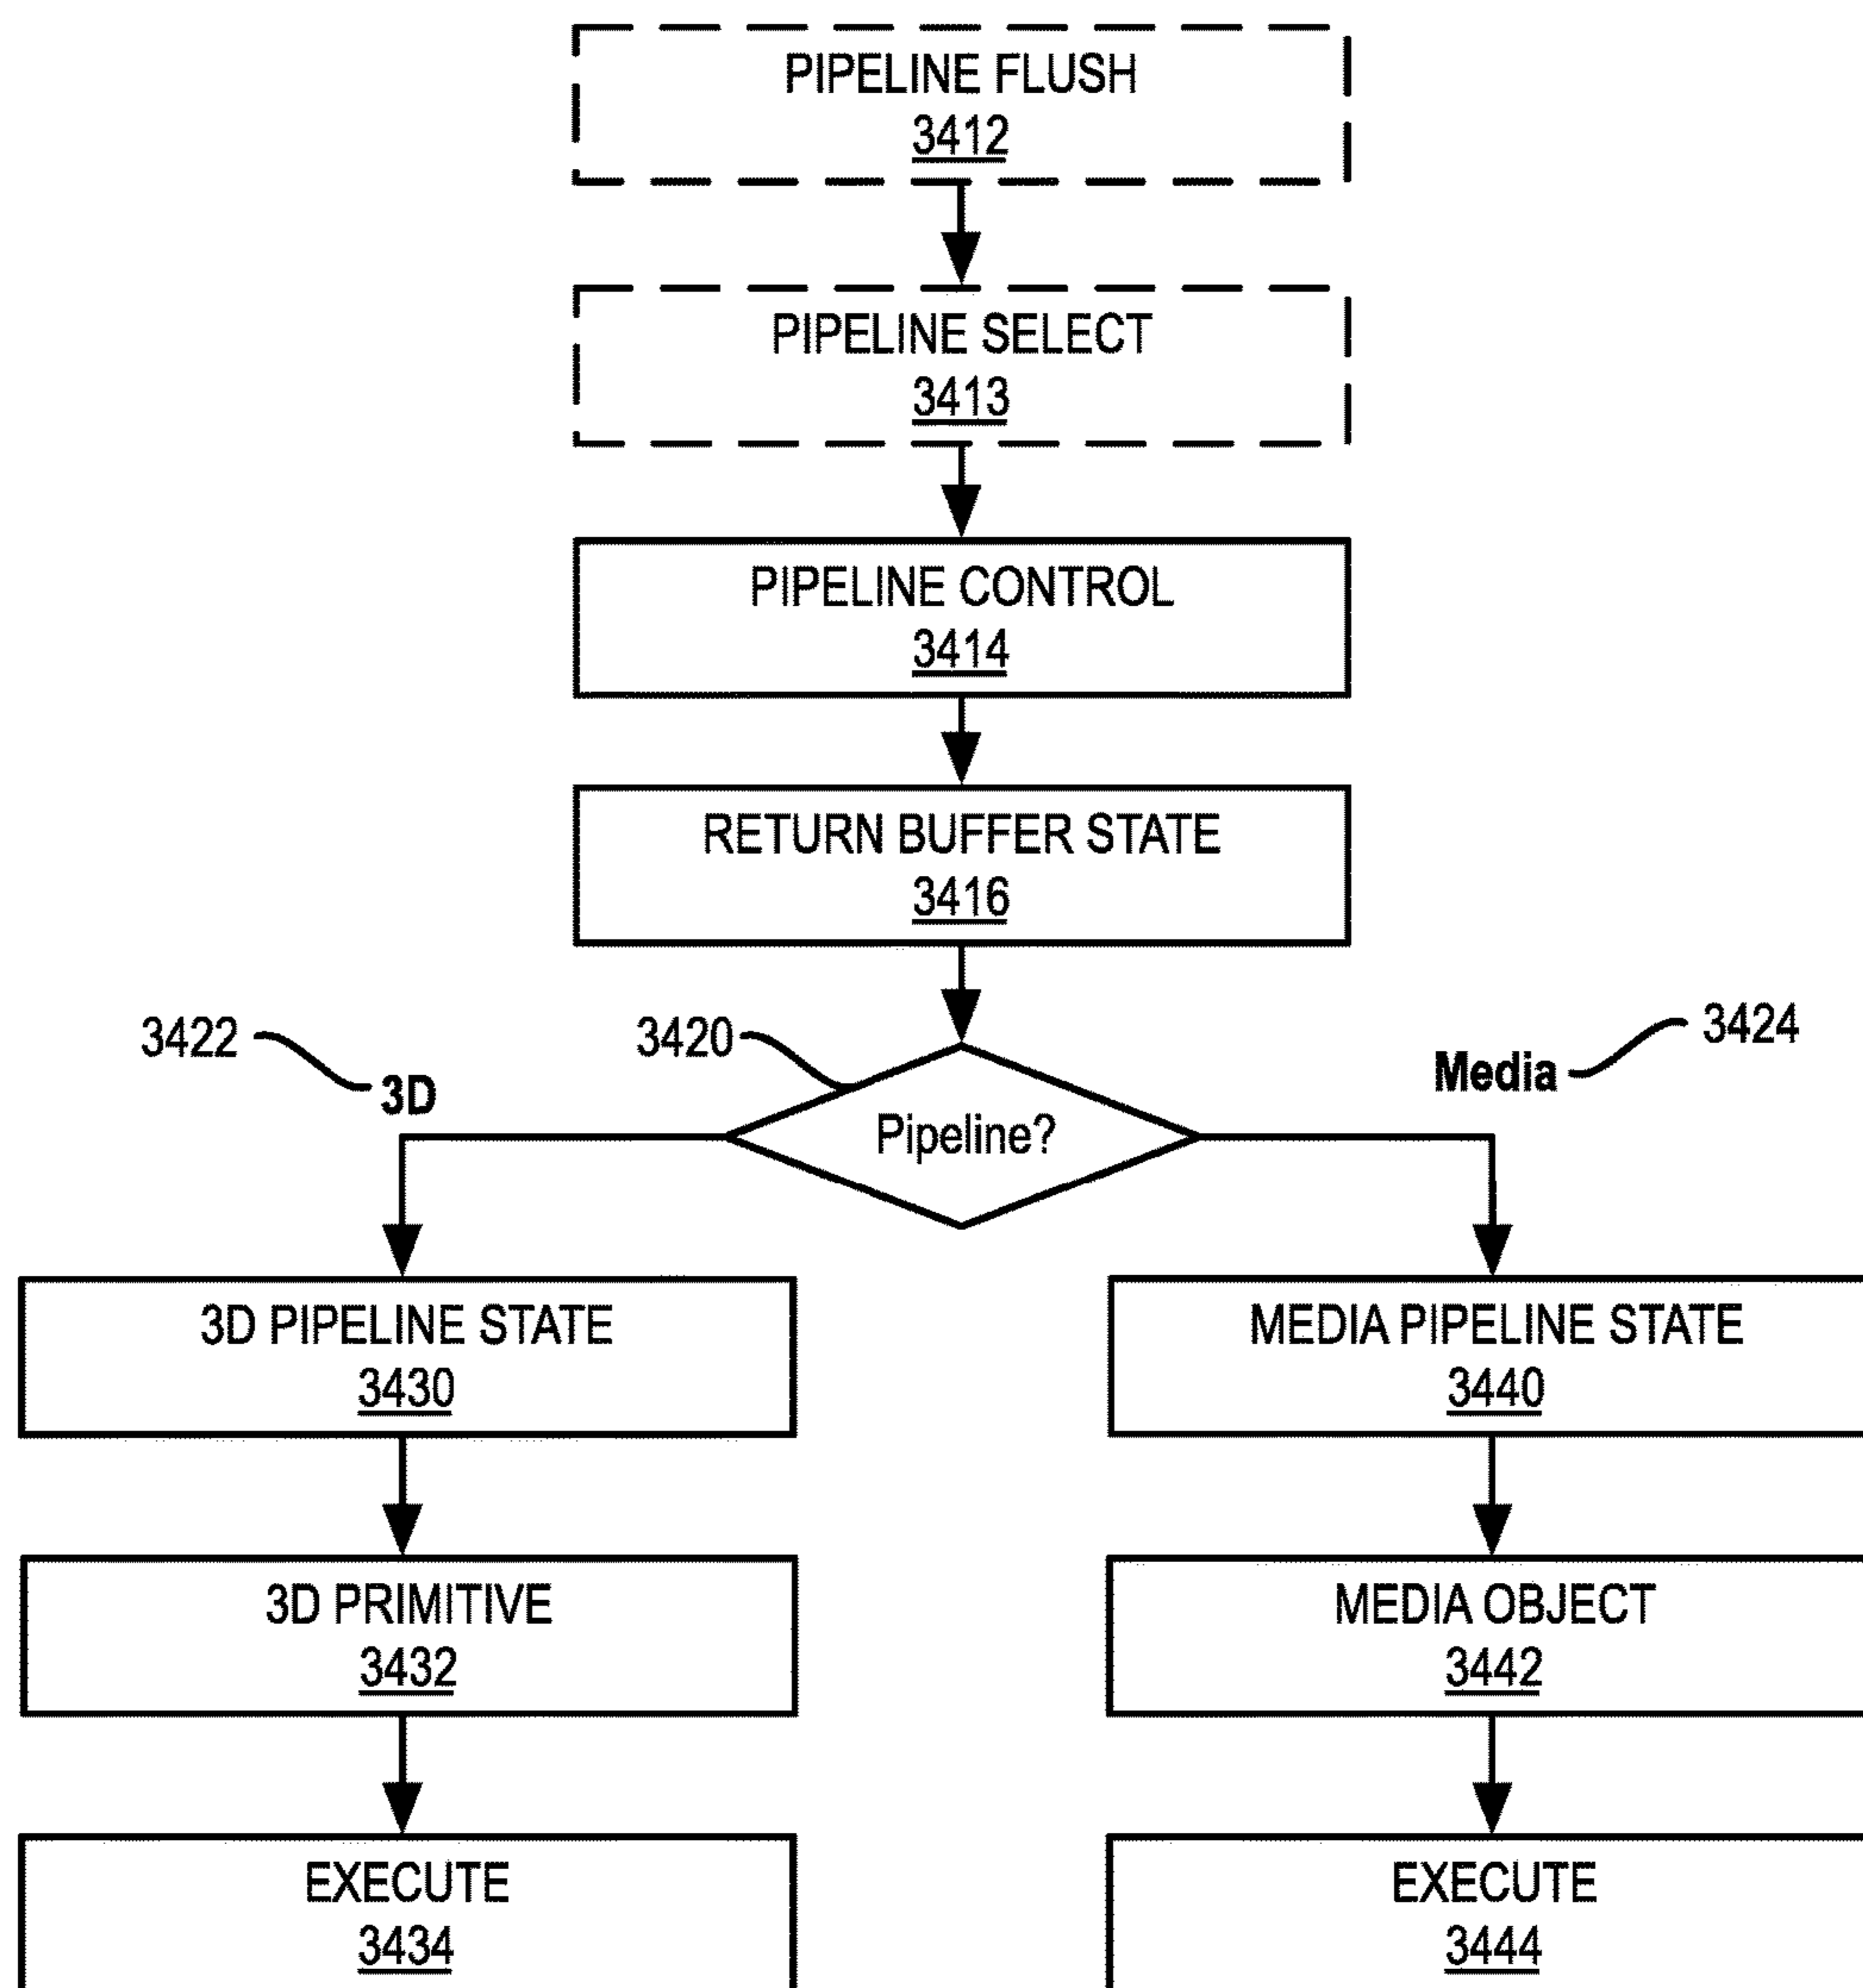 PIPELINE FLUSH
3412
PIPELINE SELECT
3413
PIPELINE CONTROL
3414
RETURN BUFFER STATE
3416
3422
3420
3424
3D
Media
Pipeline?
3D PIPELINE STATE
3430
MEDIA PIPELINE STATE
3440
3D PRIMITIVE
3432
MEDIA OBJECT
3442
EXECUTE
3434
EXECUTE
3444